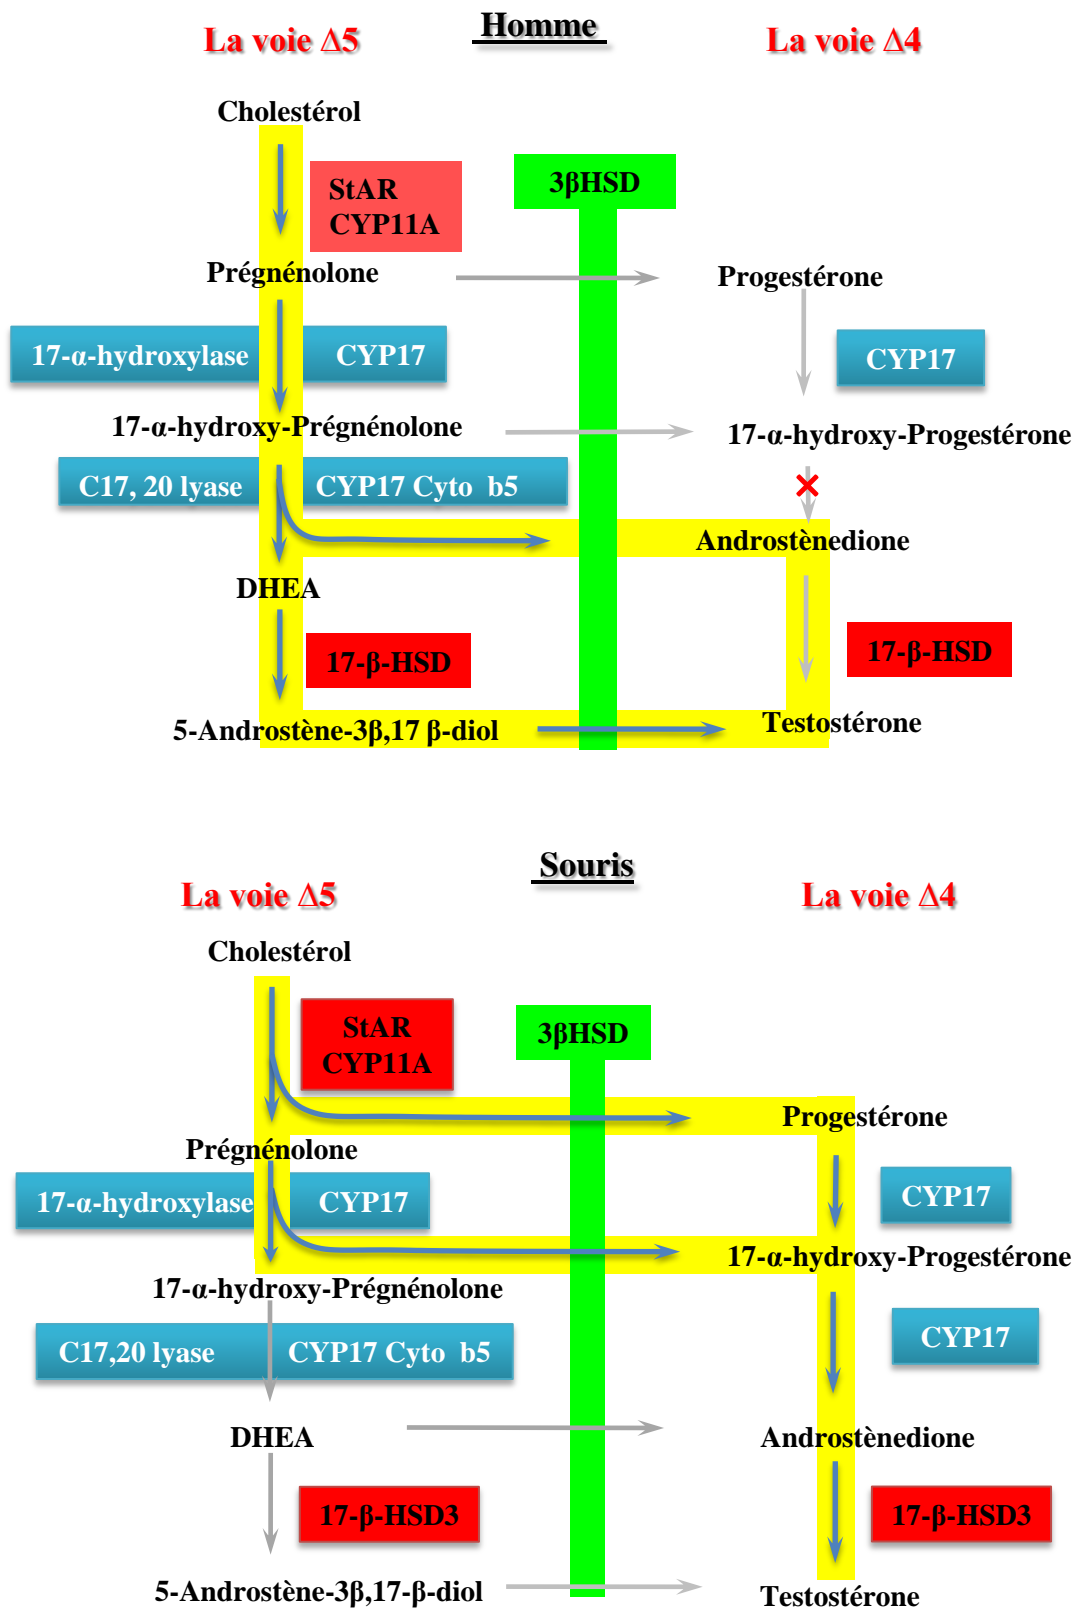 Homme
La voie Δ5
La voie Δ4
Cholestérol
StAR
CYP11A
3βHSD
Prégnénolone
Progestérone
17-α-hydroxylase
CYP17
CYP17
17-α-hydroxy-Prégnénolone
17-α-hydroxy-Progestérone
C17, 20 lyase
CYP17 Cyto b5
Androstènedione
DHEA
17-β-HSD
17-β-HSD
5-Androstène-3β,17 β-diol
Testostérone
Souris
La voie Δ5
La voie Δ4
Cholestérol
StAR
CYP11A
3βHSD
Progestérone
Prégnénolone
17-α-hydroxylase
CYP17
CYP17
17-α-hydroxy-Progestérone
17-α-hydroxy-Prégnénolone
C17,20 lyase
CYP17 Cyto b5
CYP17
DHEA
Androstènedione
17-β-HSD3
17-β-HSD3
5-Androstène-3β,17-β-diol
Testostérone